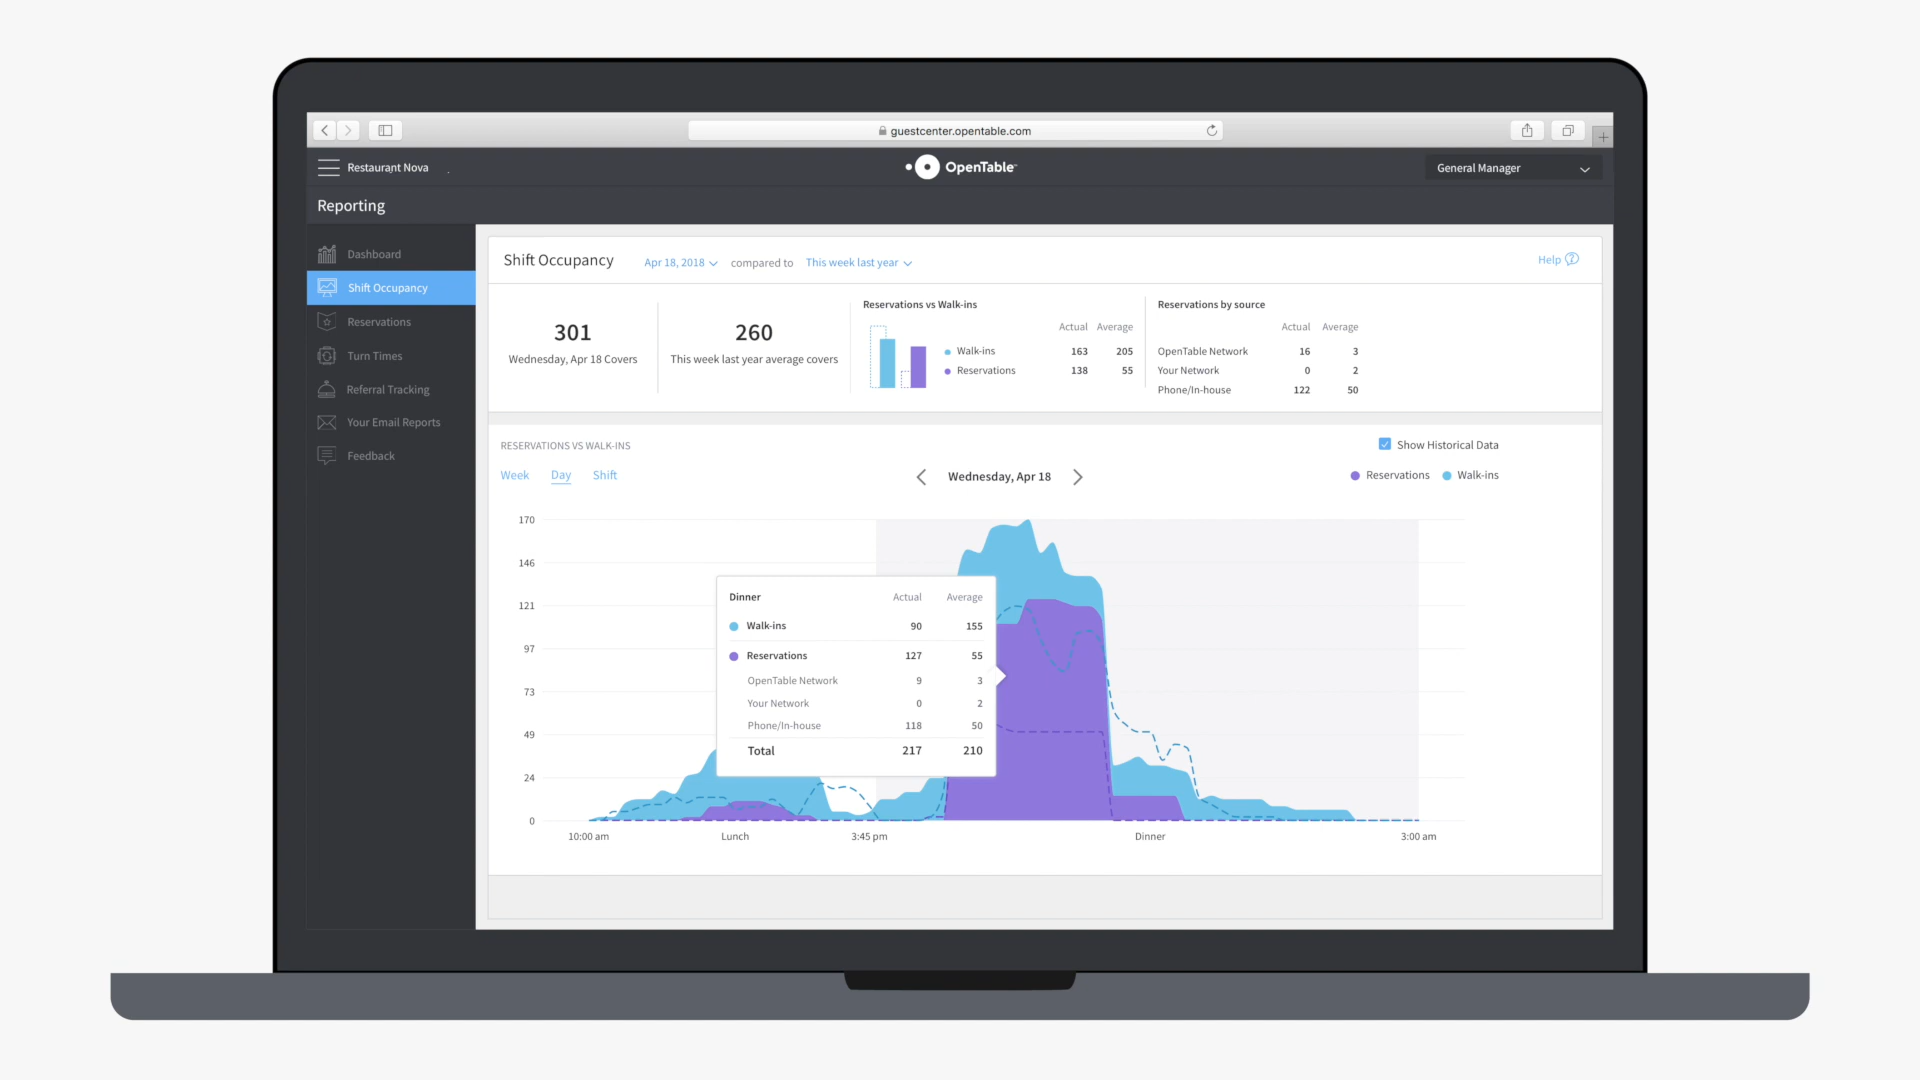 guestcenter.opentable.com
Restaurant Nova
OpenTable
General Manager
Reporting
Dashboard
Shift Occupancy
Reservations
Turn Times
Referral Tracking
Your Email Reports
Feedback
Shift Occupancy Apr 18, 2018 compared to This week last year Help
301
Wednesday, Apr 18 Covers
260
This week last year average covers
Reservations vs Walk-ins
Actual Average
Walk-ins 163 205
Reservations 138 55
Reservations by source
Actual Average
OpenTable Network 16 3
Your Network 0 2
Phone/In-house 122 50
RESERVATIONS VS WALK-INS
Show Historical Data
Week Day Shift
Wednesday, Apr 18
Reservations Walk-ins
170
146
121
97
73
49
24
0
Dinner Actual Average
Walk-ins 90 155
Reservations 127 55
OpenTable Network 9 3
Your Network 0 2
Phone/In-house 118 50
Total 217 210
10:00 am Lunch 3:45 pm Dinner 3:00 am